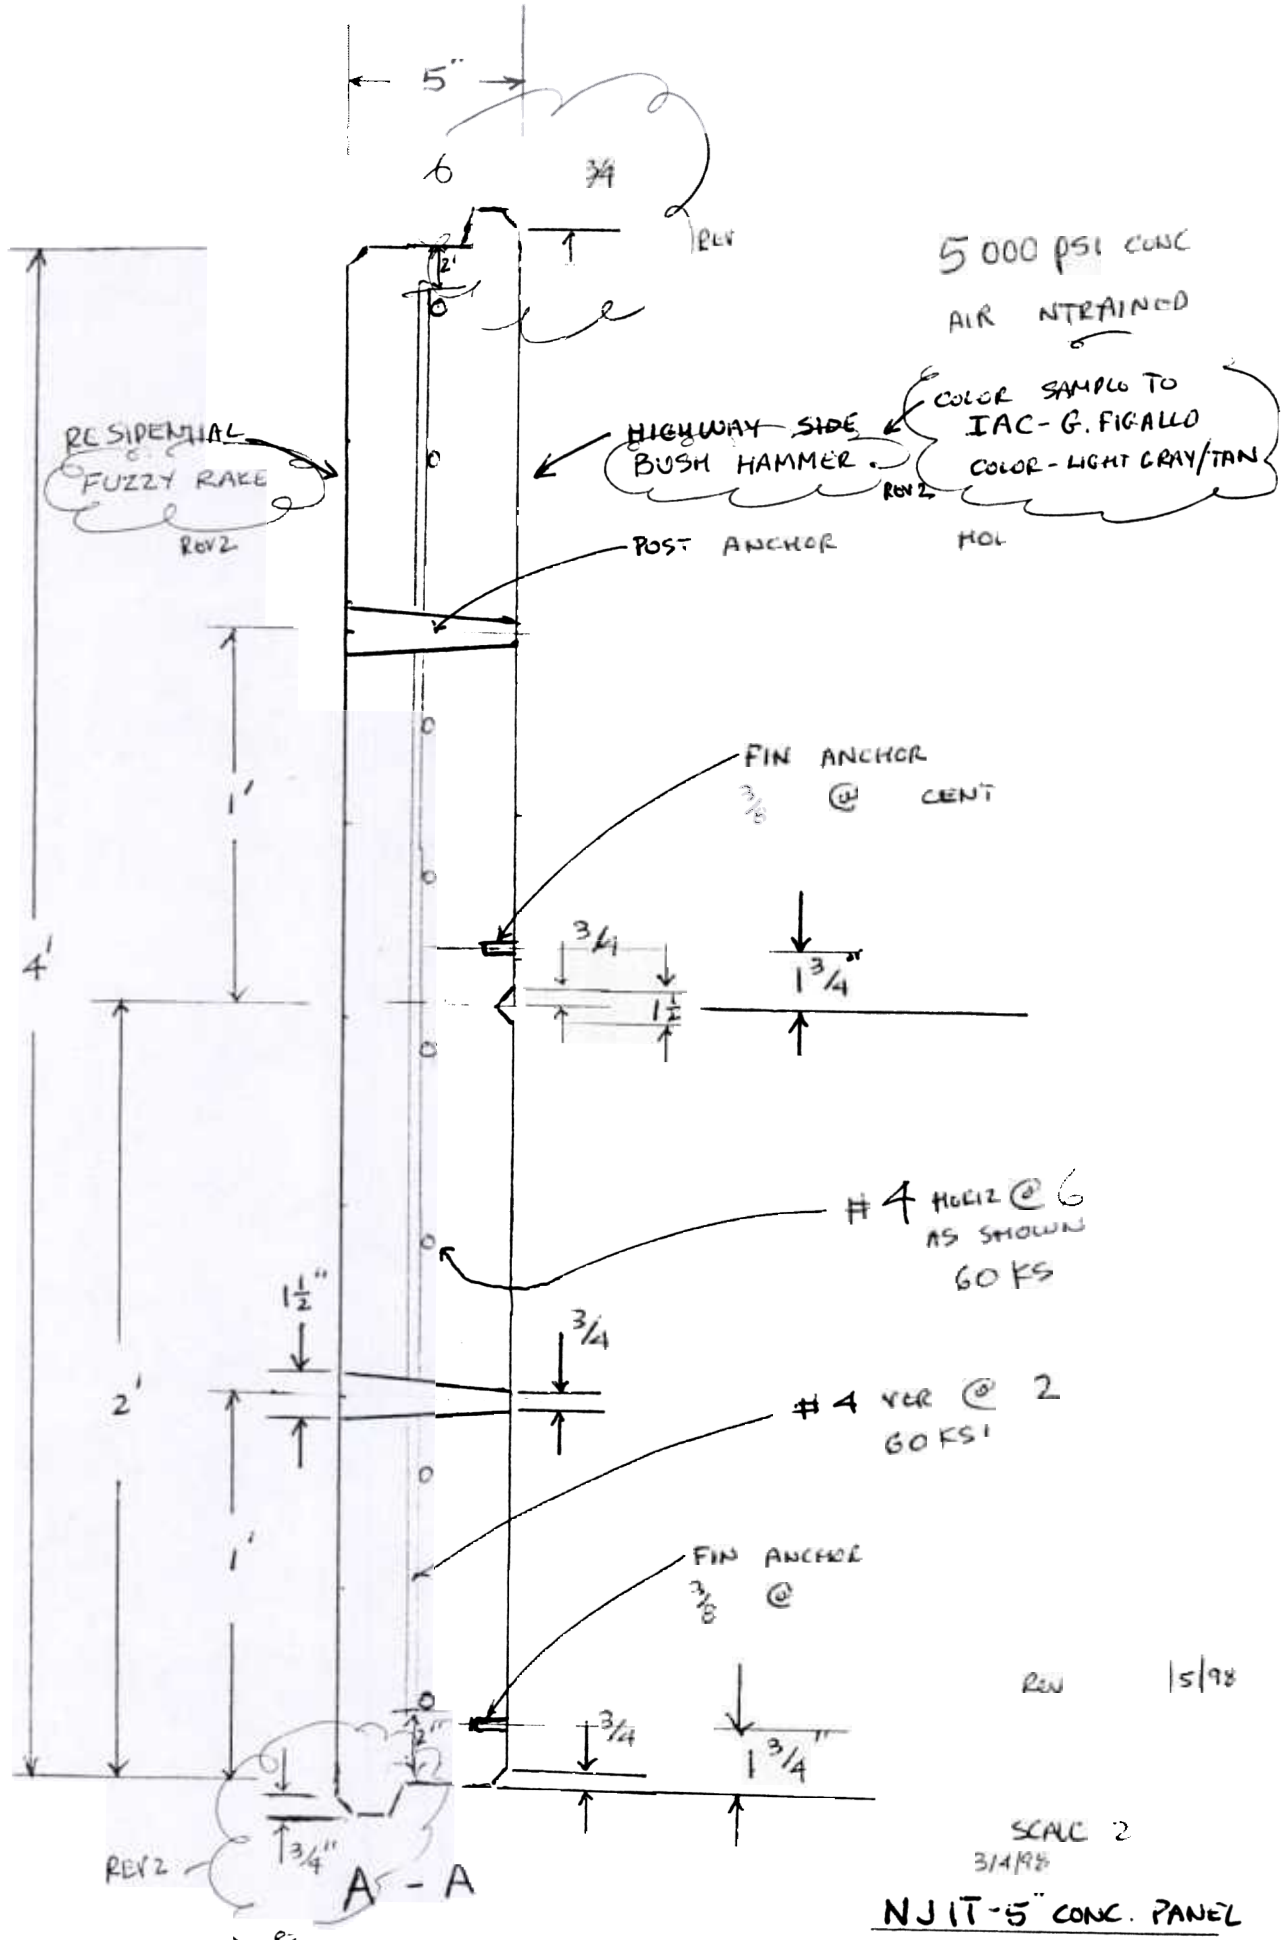 5"
6
3/4
REV
2'
5000 PSI CONC
AIR NTRAINED
COLOR SAMPLE TO
IAC-G. FIGALLO
COLOR-LIGHT GRAY/TAN
RESIDENTIAL
FUZZY RAKE
REV2
HIGHWAY SIDE
BUSH HAMMER.
REV2
POST ANCHOR HOL
1'
FIN ANCHOR
3/8 @ CENT
4'
3/4
1 1/2
1 3/4"
#4 HORIZ @ 6
AS SHOWN
60 KS
1 1/2"
3/4
2'
#4 VER @ 2
60 KSI
1'
FIN ANCHOR
3/8 @
REV 15/98
2"
3/4
1 3/4"
3/4"
REV2
A - A
SCALE 2
3/4/98
NJIT-5" CONC. PANEL